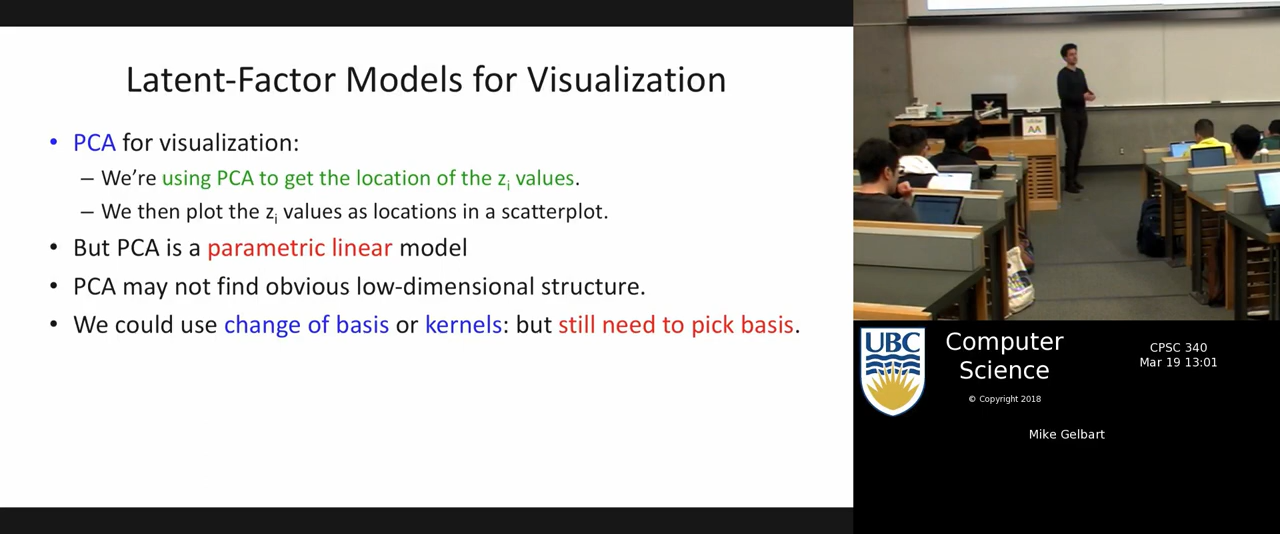 Latent-Factor Models for Visualization
• PCA for visualization:
– We’re using PCA to get the location of the zi values.
– We then plot the zi values as locations in a scatterplot.
• But PCA is a parametric linear model
• PCA may not find obvious low-dimensional structure.
• We could use change of basis or kernels: but still need to pick basis.
AA
UBC
Computer
Science
© Copyright 2018
CPSC 340
Mar 19 13:01
Mike Gelbart